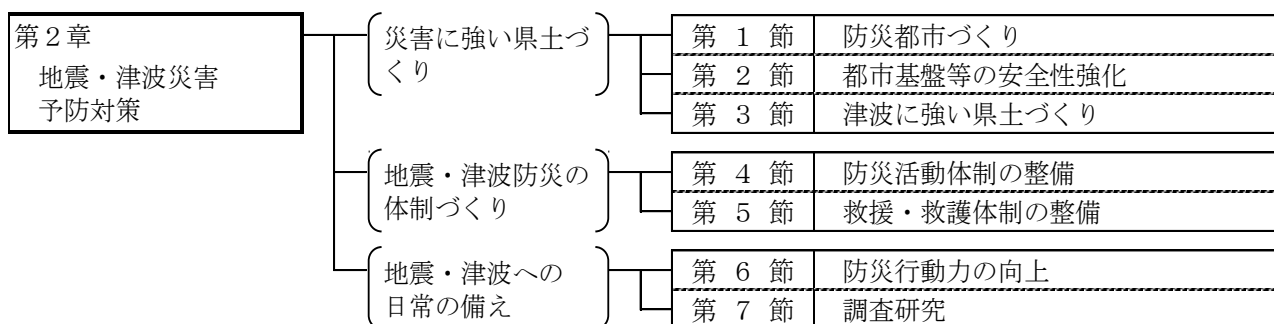 第２章
地震・津波災害
予防対策
災害に強い県土づ
くり
第 １ 節 防災都市づくり
第 ２ 節 都市基盤等の安全性強化
第 ３ 節 津波に強い県土づくり
地震・津波防災の
体制づくり
第 ４ 節 防災活動体制の整備
第 ５ 節 救援・救護体制の整備
地震・津波への
日常の備え
第 ６ 節 防災行動力の向上
第 ７ 節 調査研究